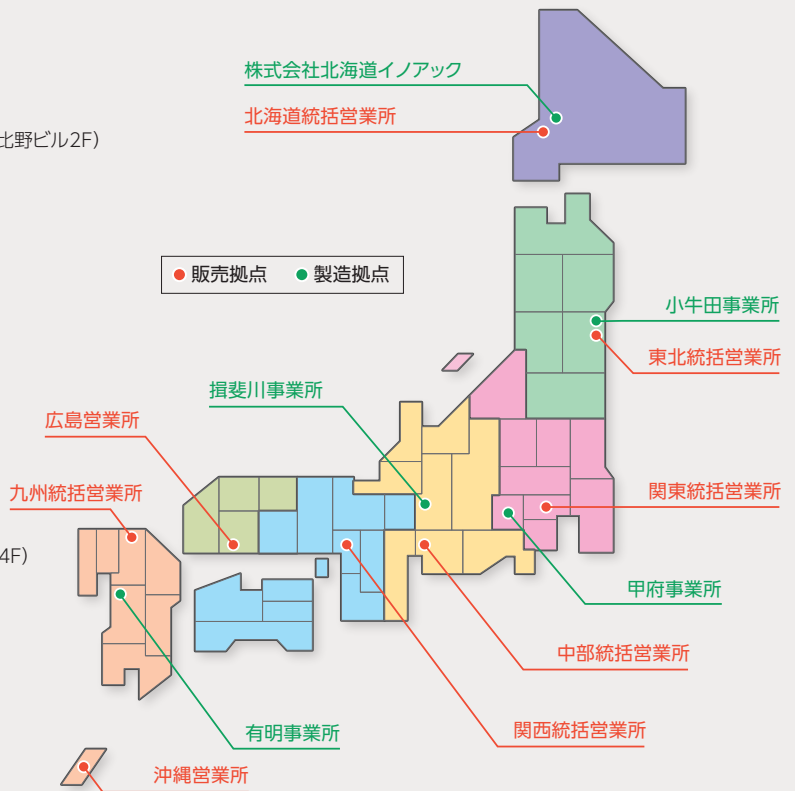 株式会社北海道イノアック
北海道統括営業所
比野ビル2F)
販売拠点 製造拠点
小牛田事業所
東北統括営業所
揖斐川事業所
広島営業所
九州統括営業所
関東統括営業所
4F)
甲府事業所
中部統括営業所
関西統括営業所
有明事業所
沖縄営業所